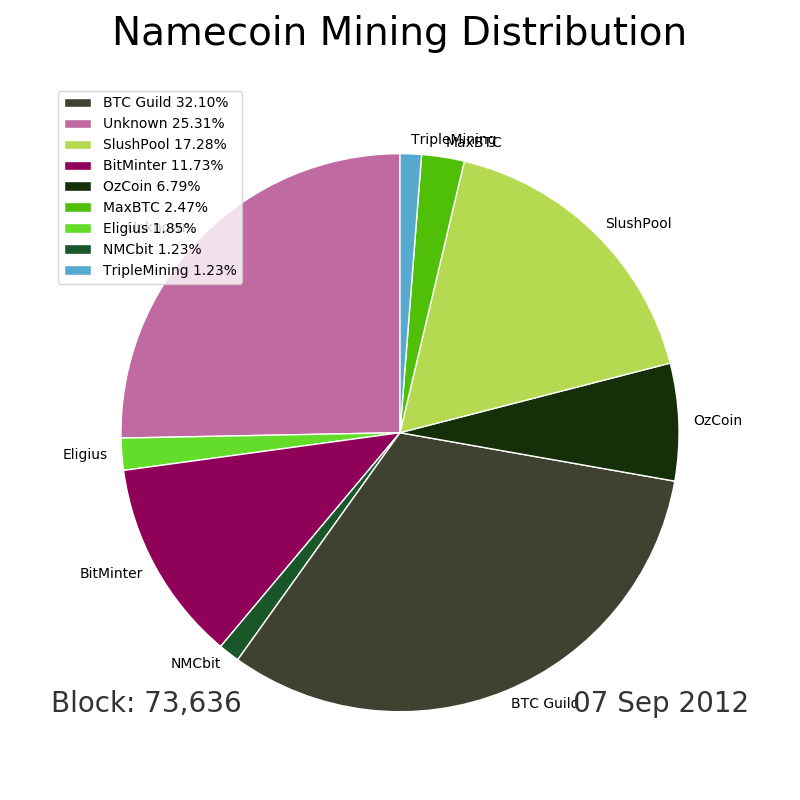 Namecoin Mining Distribution
BTC Guild 32.10%
Unknown 25.31%
SlushPool 17.28%
BitMinter 11.73%
OzCoin 6.79%
MaxBTC 2.47%
Eligius 1.85%
NMCbit 1.23%
TripleMining 1.23%
TripleMining
MaxBTC
SlushPool
Unknown
OzCoin
Eligius
BitMinter
NMCbit
BTC Guild
Block: 73,636
07 Sep 2012